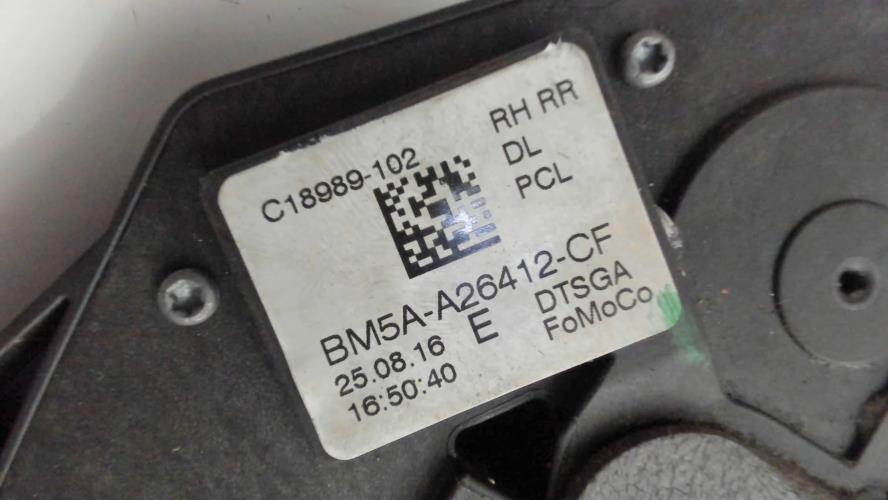 C18989-102
RH RR
DL
PCL
BM5A-A26412-CF
25.08.16 E DTSGA
16:50:40 FoMoCo